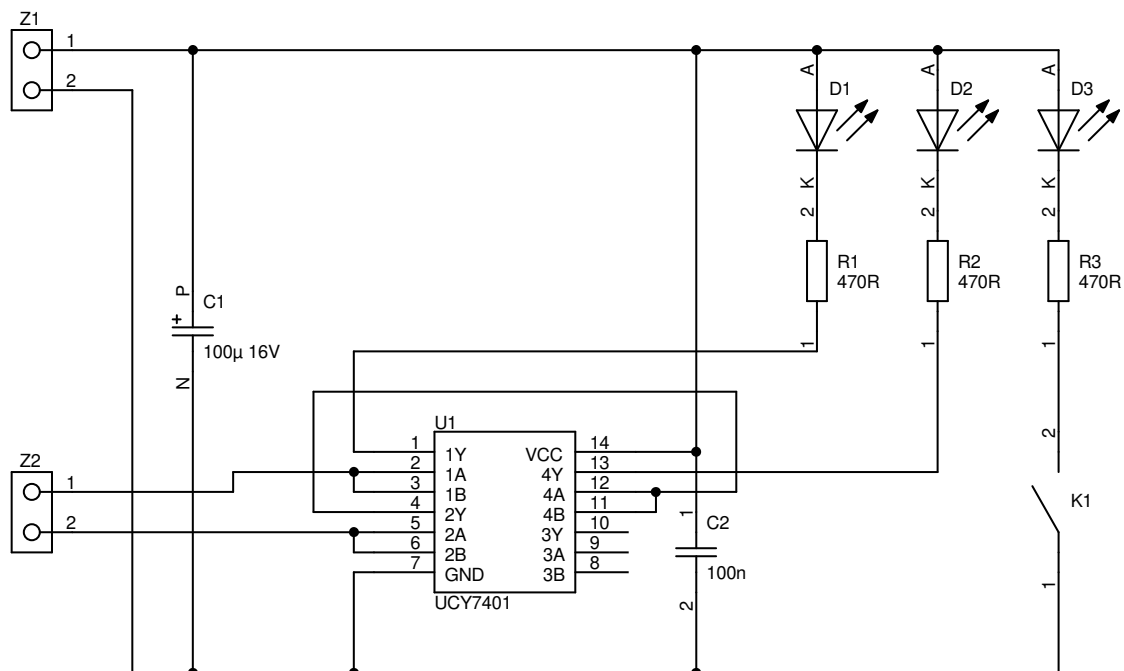 Z1
1
2
A
D1
A
D2
A
D3
K
2
K
2
K
2
R1
470R
R2
470R
R3
470R
P
C1
+
100µ 16V
N
1
1
1
2
U1
1
1Y
VCC
14
2
1A
4Y
13
3
1B
4A
12
4
2Y
4B
11
5
2A
3Y
10
6
2B
3A
9
7
GND
3B
8
UCY7401
Z2
1
2
1
C2
100n
2
K1
1